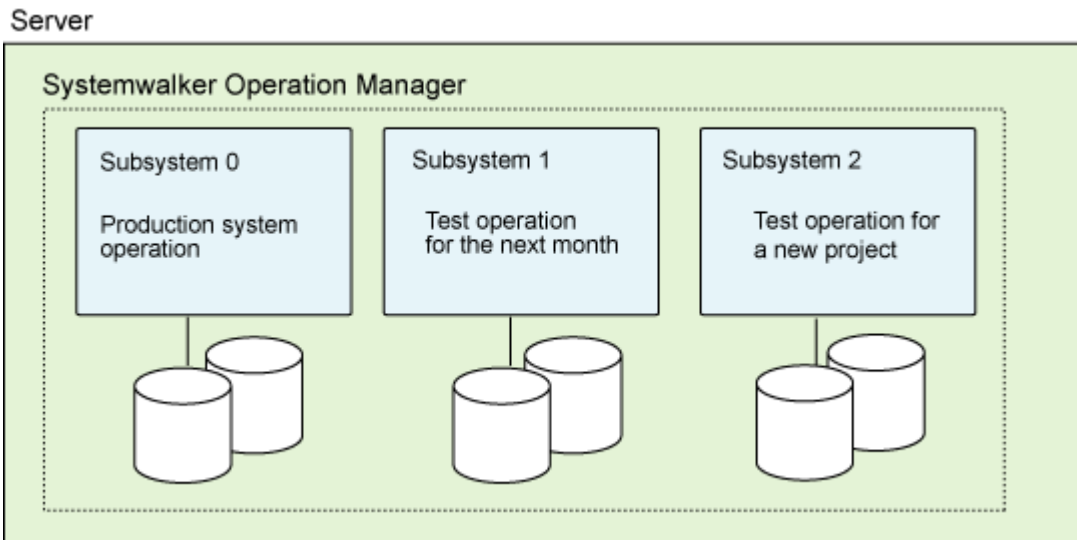 Server
Systemwalker Operation Manager
Subsystem 0
Production system
operation
Subsystem 1
Test operation
for the next month
Subsystem 2
Test operation for
a new project